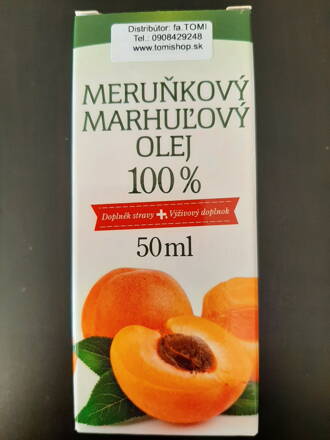 Distribútor: fa.TOMI
Tel.: 0908429248
www.tomishop.sk
MERUŇKOVÝ
MARHUĽOVÝ
OLEJ
100%
Doplněk stravy + Výživový doplnok
50ml